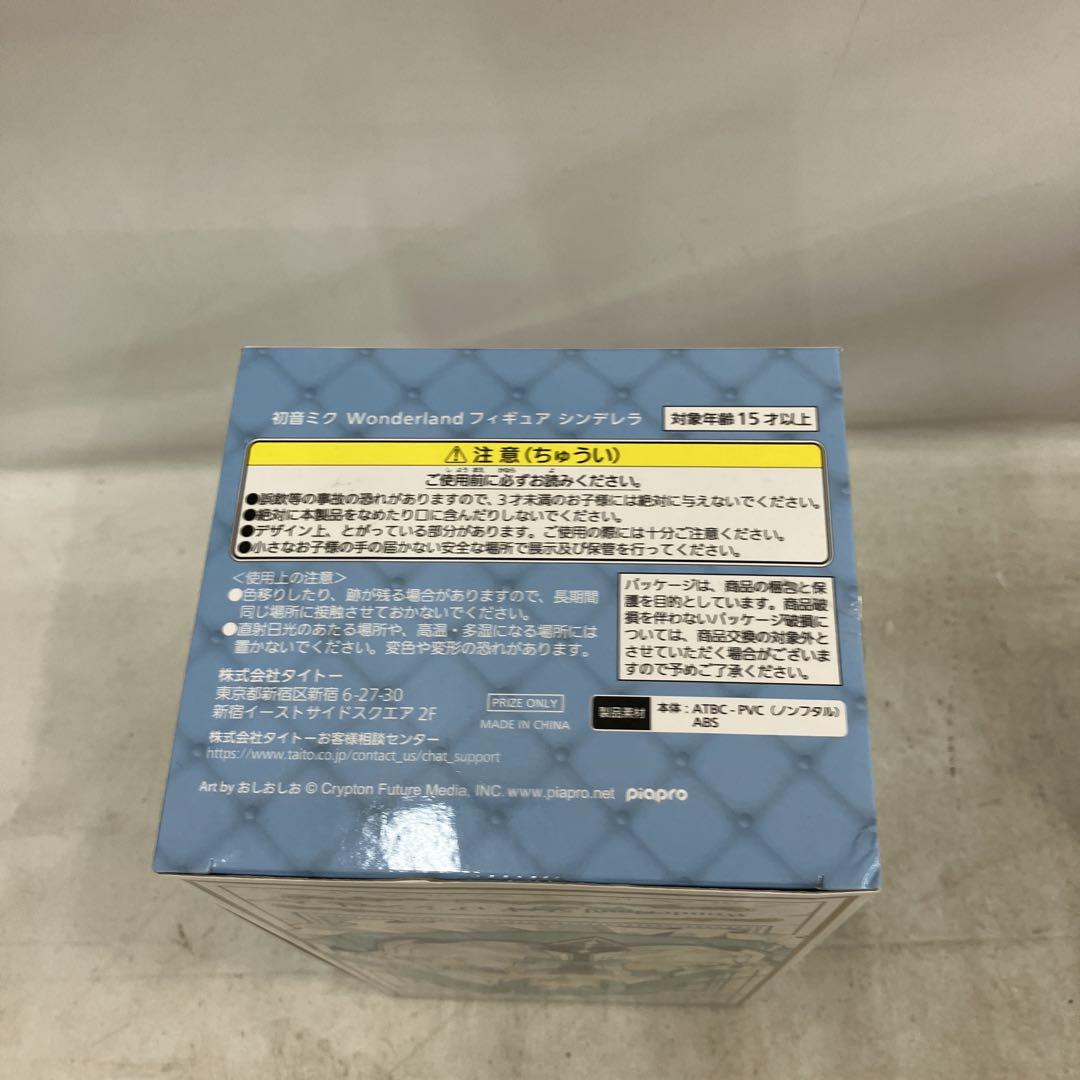 初音ミク Wonderland フィギュア シンデレラ
対象年齢15才以上
⚠注意(ちゅうい)
ご使用前に必ずお読みください。
●誤飲等の事故の恐れがありますので、3才未満のお子様には絶対に与えないでください。
●絶対に本製品をなめたり口に含んだりしないでください。
●デザイン上、とがっている部分があります。ご使用の際には十分ご注意ください。
●小さなお子様の手の届かない安全な場所で展示及び保管を行ってください。
<使用上の注意>
●色移りしたり、跡が残る場合がありますので、長期間
同じ場所に接触させておかないでください。
●直射日光のあたる場所や、高温・多湿になる場所には
置かないでください。変色や変形の恐れがあります。
パッケージは、商品の梱包と保
護を目的としています。商品破
損を伴わないパッケージ破損に
ついては、商品交換の対象外と
させていただく場合がございま
すので予めご了承ください。
株式会社タイトー
東京都新宿区新宿 6-27-30
新宿イーストサイドスクエア 2F
株式会社タイトーお客様相談センター
https://www.taito.co.jp/contact_us/chat_support
PRIZE ONLY
MADE IN CHINA
製品素材
本体:ATBC-PVC(ノンフタル)
ABS
Art by おしおしお © Crypton Future Media, INC. www.piapro.net piapro